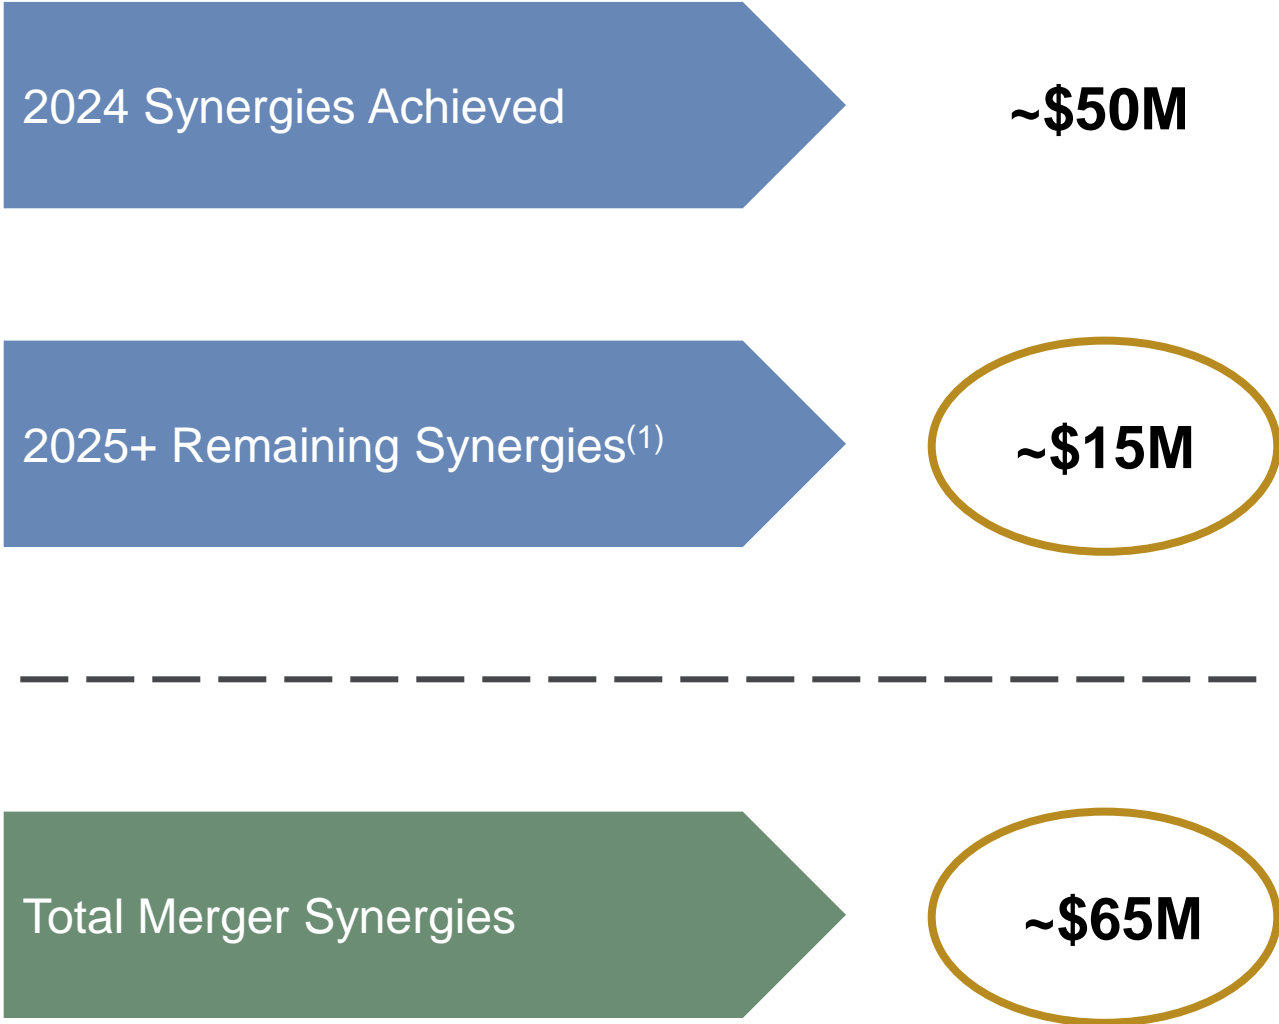 2024 Synergies Achieved
~$50M
2025+ Remaining Synergies(1)
~$15M
Total Merger Synergies
~$65M